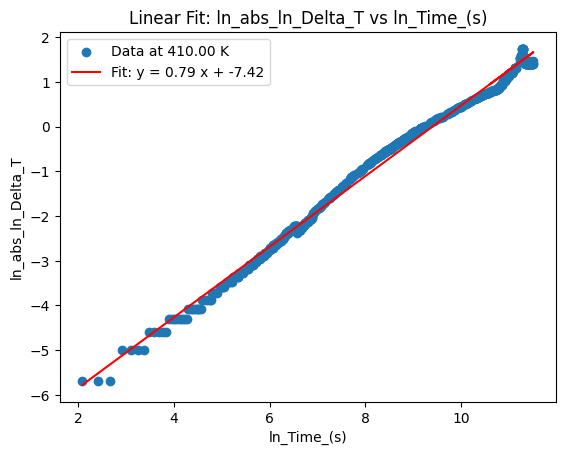 Linear Fit: ln_abs_ln_Delta_T vs ln_Time_(s)
Data at 410.00 K
Fit: y = 0.79 x + -7.42
ln_abs_ln_Delta_T
2
1
0
−1
−2
−3
−4
−5
−6
2 4 6 8 10
ln_Time_(s)